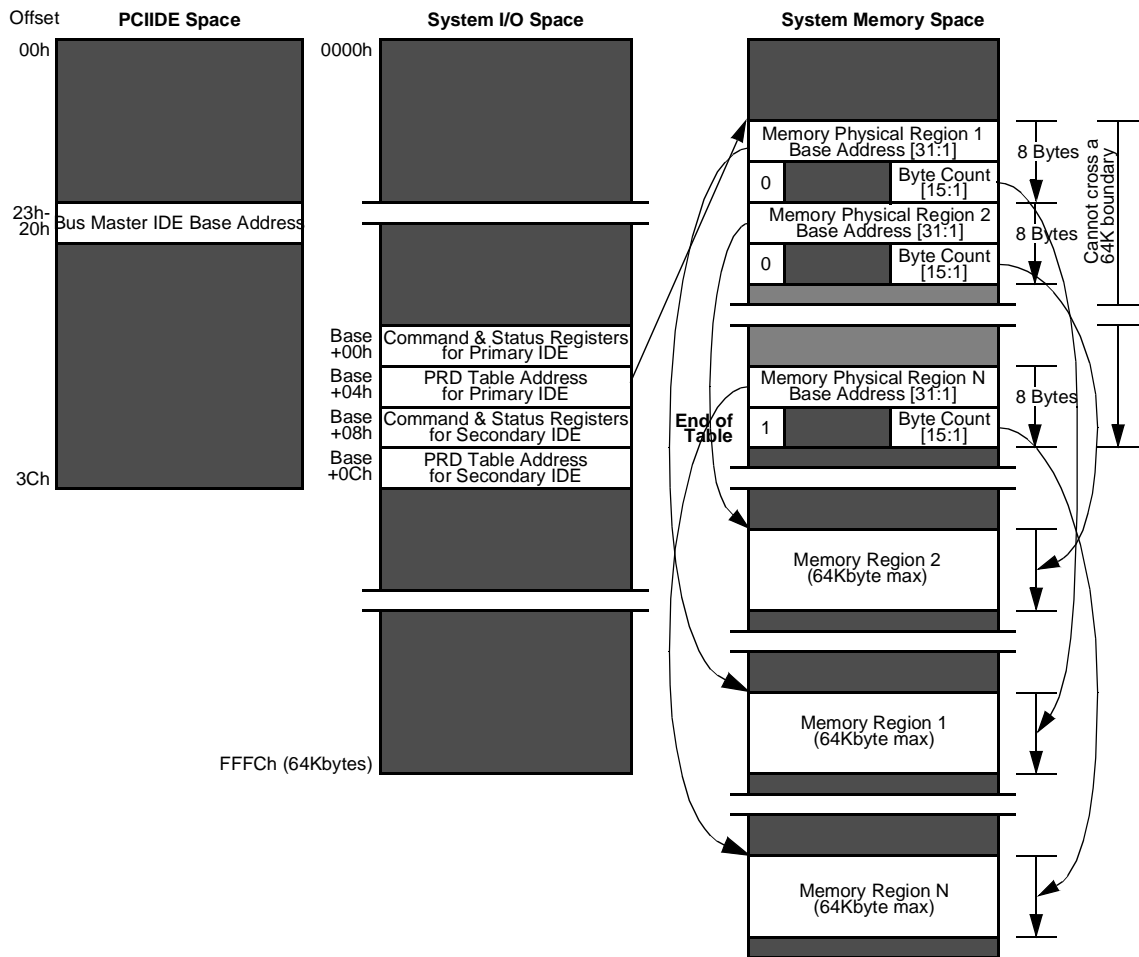 Offset
PCIIDE Space
System I/O Space
System Memory Space
00h
0000h
Memory Physical Region 1
Base Address [31:1]
8 Bytes
0
Byte Count
[15:1]
Cannot cross a
64K boundary
23h-
20h
Bus Master IDE Base Address
Memory Physical Region 2
Base Address [31:1]
8 Bytes
0
Byte Count
[15:1]
Base
+00h
Command & Status Registers
for Primary IDE
Base
+04h
PRD Table Address
for Primary IDE
Memory Physical Region N
Base Address [31:1]
8 Bytes
Base
+08h
Command & Status Registers
for Secondary IDE
End of
Table
1
Byte Count
[15:1]
Base
+0Ch
PRD Table Address
for Secondary IDE
3Ch
Memory Region 2
(64Kbyte max)
Memory Region 1
(64Kbyte max)
FFFCh (64Kbytes)
Memory Region N
(64Kbyte max)